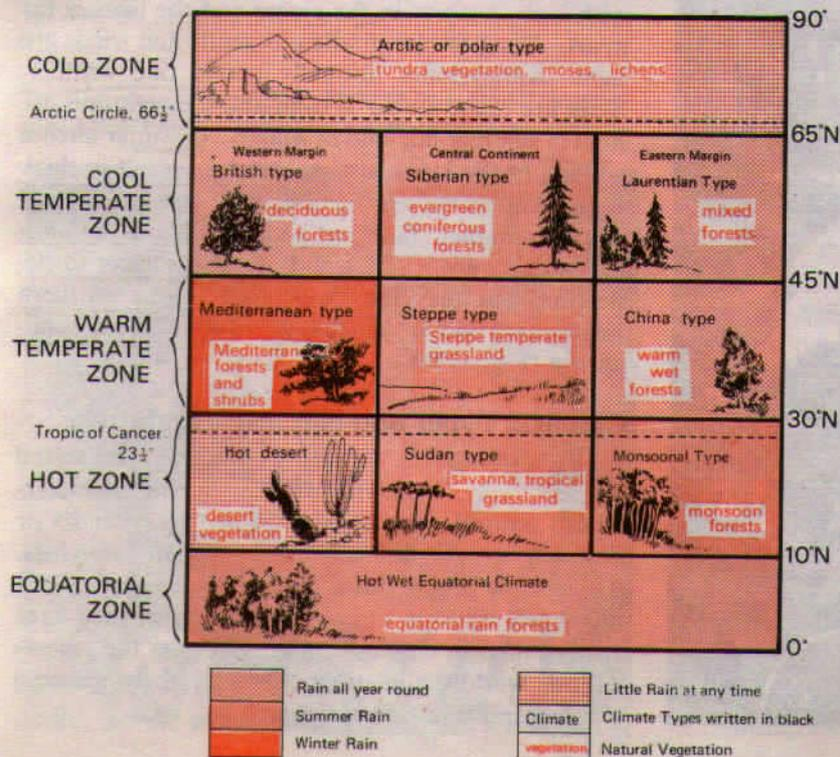 90°
COLD ZONE
Arctic or polar type
tundra vegetation, moses, lichens
Arctic Circle, 66½°
65°N
COOL
TEMPERATE
ZONE
Western Margin
British type
deciduous
forests
Central Continent
Siberian type
evergreen
coniferous
forests
Eastern Margin
Laurentian Type
mixed
forests
45°N
WARM
TEMPERATE
ZONE
Mediterranean type
forests
and
shrubs
Steppe type
Steppe temperate
grassland
China type
warm
wet
forests
30°N
Tropic of Cancer
23½°
HOT ZONE
Hot desert
desert
vegetation
Sudan type
savanna, tropical
grassland
Monsoonal Type
monsoon
forests
10°N
EQUATORIAL
ZONE
Hot Wet Equatorial Climate
equatorial rain forests
0°
Rain all year round
Summer Rain
Winter Rain
Little Rain at any time
Climate
Climate Types written in black
vegetation
Natural Vegetation